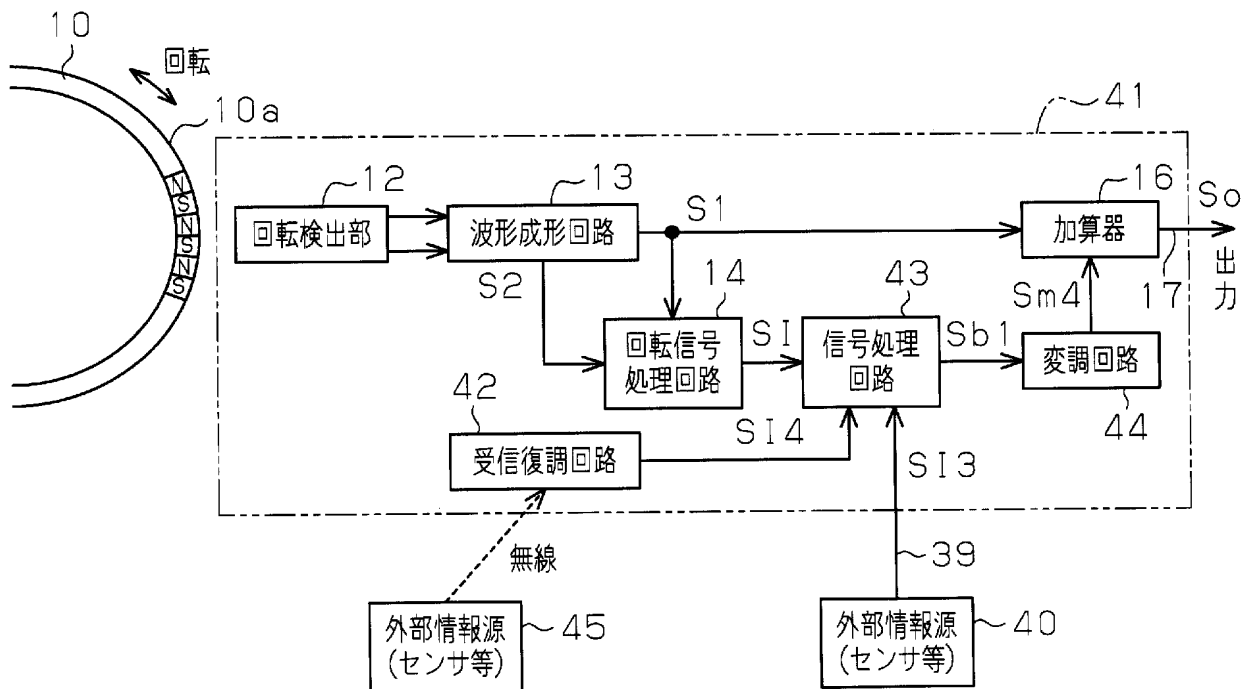 10
回転
10a
41
N
S
N
S
N
S
12
回転検出部
13
波形成形回路
S1
16
加算器
So
出力
17
S2
14
回転信号
処理回路
SI
43
信号処理
回路
Sb1
Sm4
変調回路
44
42
受信復調回路
SI4
SI3
無線
39
外部情報源
(センサ等)
45
外部情報源
(センサ等)
40